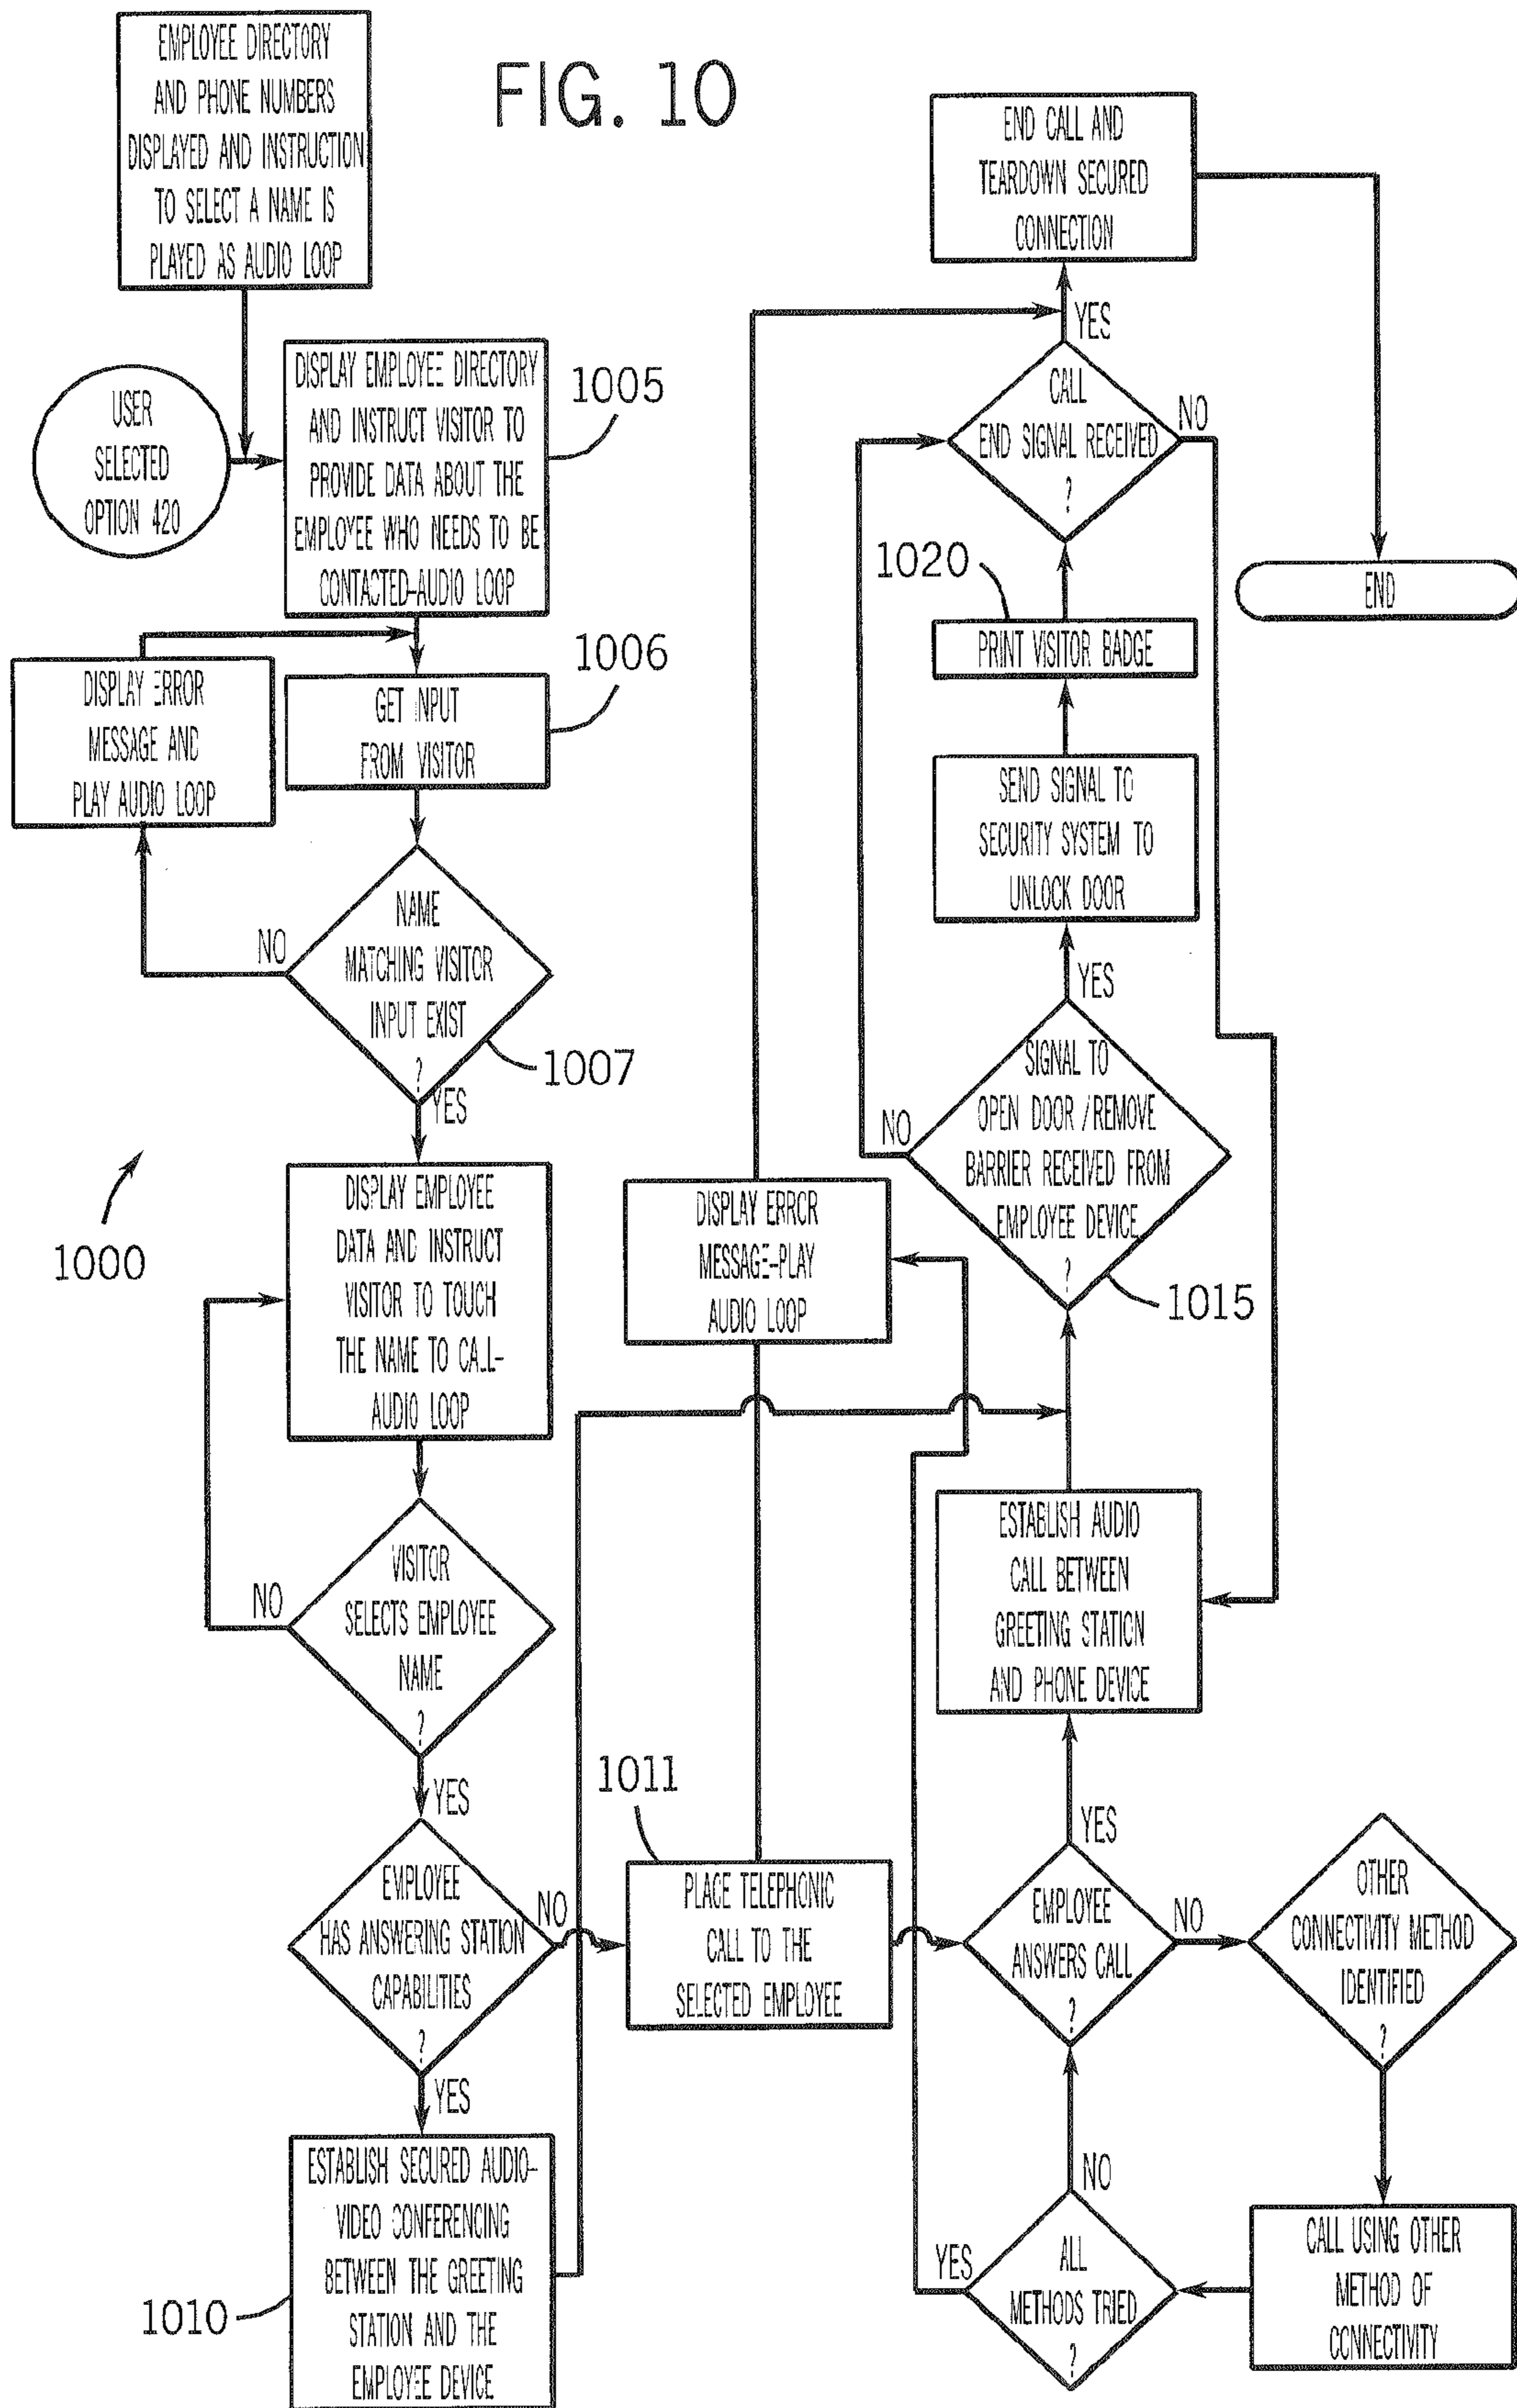 FIG. 10
EMPLOYEE DIRECTORY
AND PHONE NUMBERS
DISPLAYED AND INSTRUCTION
TO SELECT A NAME IS
PLAYED AS AUDIO LOOP
USER
SELECTED
OPTION 420
DISPLAY EMPLOYEE DIRECTORY
AND INSTRUCT VISITOR TO
PROVIDE DATA ABOUT THE
EMPLOYEE WHO NEEDS TO BE
CONTACTED-AUDIO LOOP
1005
DISPLAY ERROR
MESSAGE AND
PLAY AUDIO LOOP
GET INPUT
FROM VISITOR
1006
NO
NAME
MATCHING VISITOR
INPUT EXIST
?
1007
YES
1000
DISPLAY EMPLOYEE
DATA AND INSTRUCT
VISITOR TO TOUCH
THE NAME TO CALL-
AUDIO LOOP
NO
VISITOR
SELECTS EMPLOYEE
NAME
?
YES
EMPLOYEE
HAS ANSWERING STATION
CAPABILITIES
?
NO
YES
ESTABLISH SECURED AUDIO-
VIDEO CONFERENCING
BETWEEN THE GREETING
STATION AND THE
EMPLOYEE DEVICE
1010
1011
PLACE TELEPHONIC
CALL TO THE
SELECTED EMPLOYEE
DISPLAY ERROR
MESSAGE-PLAY
AUDIO LOOP
END CALL AND
TEARDOWN SECURED
CONNECTION
YES
CALL
END SIGNAL RECEIVED
?
NO
END
1020
PRINT VISITOR BADGE
SEND SIGNAL TO
SECURITY SYSTEM TO
UNLOCK DOOR
YES
NO
SIGNAL TO
OPEN DOOR/REMOVE
BARRIER RECEIVED FROM
EMPLOYEE DEVICE
?
1015
ESTABLISH AUDIO
CALL BETWEEN
GREETING STATION
AND PHONE DEVICE
YES
EMPLOYEE
ANSWERS CALL
?
NO
OTHER
CONNECTIVITY METHOD
IDENTIFIED
?
NO
YES
ALL
METHODS TRIED
?
CALL USING OTHER
METHOD OF
CONNECTIVITY